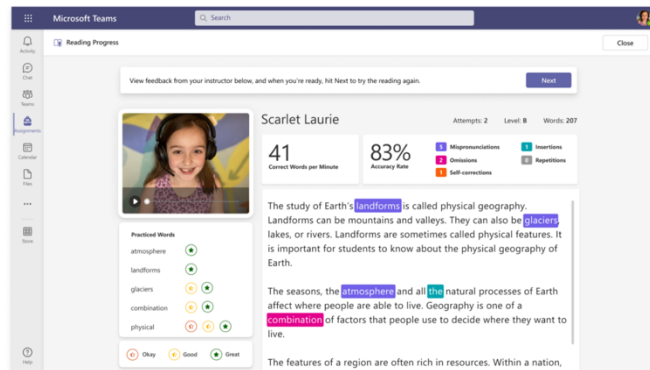 Microsoft Teams
Search
Activity
Chat
Teams
Assignments
Calendar
Files
Store
Help
Reading Progress
Close
View feedback from your instructor below, and when you're ready, hit Next to try the reading again.
Next
Scarlet Laurie
Attempts: 2 Level: B Words: 207
41
Correct Words per Minute
83%
Accuracy Rate
5 Mispronunciations
2 Omissions
1 Self-corrections
1 Insertions
0 Repetitions
Practiced Words
atmosphere
landforms
glaciers
combination
physical
Okay Good Great
The study of Earth's landforms is called physical geography.
Landforms can be mountains and valleys. They can also be glaciers
lakes, or rivers. Landforms are sometimes called physical features. It
is important for students to know about the physical geography of
Earth.
The seasons, the atmosphere and all the natural processes of Earth
affect where people are able to live. Geography is one of a
combination of factors that people use to decide where they want to
live.
The features of a region are often rich in resources. Within a nation,